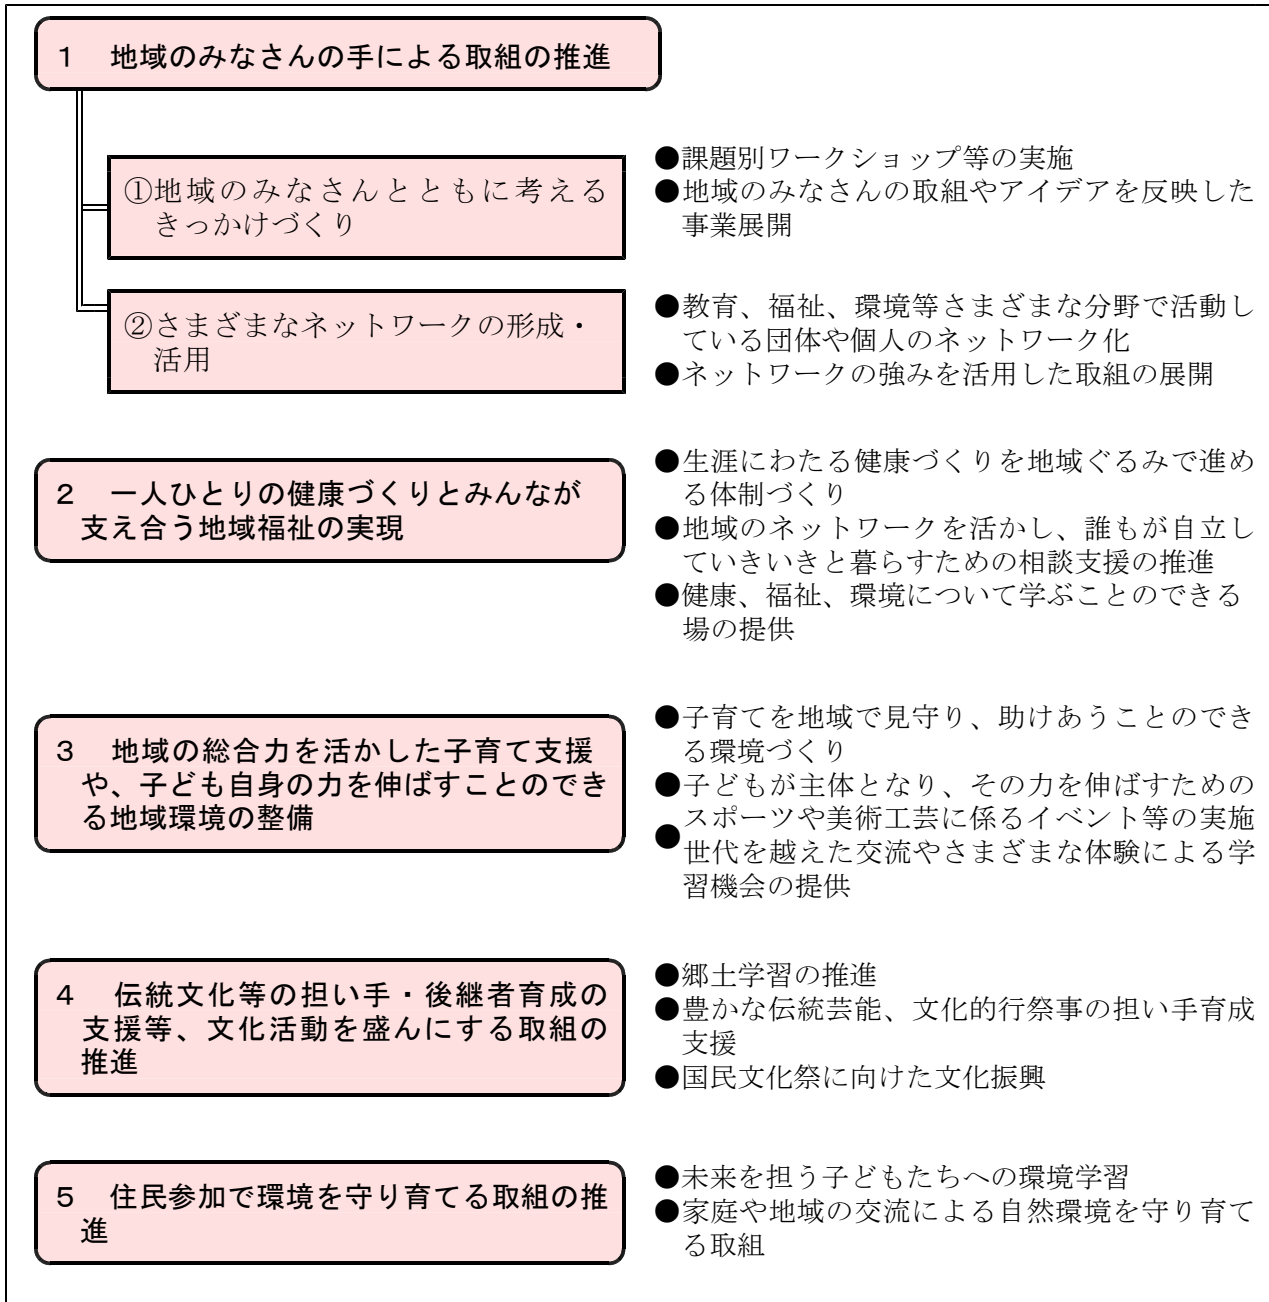 １　地域のみなさんの手による取組の推進
①地域のみなさんとともに考える
きっかけづくり
●課題別ワークショップ等の実施
●地域のみなさんの取組やアイデアを反映した
事業展開
②さまざまなネットワークの形成・
活用
●教育、福祉、環境等さまざまな分野で活動し
ている団体や個人のネットワーク化
●ネットワークの強みを活用した取組の展開
２　一人ひとりの健康づくりとみんなが
支え合う地域福祉の実現
●生涯にわたる健康づくりを地域ぐるみで進め
る体制づくり
●地域のネットワークを活かし、誰もが自立し
ていきいきと暮らすための相談支援の推進
●健康、福祉、環境について学ぶことのできる
場の提供
３　地域の総合力を活かした子育て支援
や、子ども自身の力を伸ばすことのでき
る地域環境の整備
●子育てを地域で見守り、助けあうことのでき
る環境づくり
●子どもが主体となり、その力を伸ばすための
スポーツや美術工芸に係るイベント等の実施
●世代を越えた交流やさまざまな体験による学
習機会の提供
４　伝統文化等の担い手・後継者育成の
支援等、文化活動を盛んにする取組の
推進
●郷土学習の推進
●豊かな伝統芸能、文化的行祭事の担い手育成
支援
●国民文化祭に向けた文化振興
５　住民参加で環境を守り育てる取組の推
進
●未来を担う子どもたちへの環境学習
●家庭や地域の交流による自然環境を守り育て
る取組